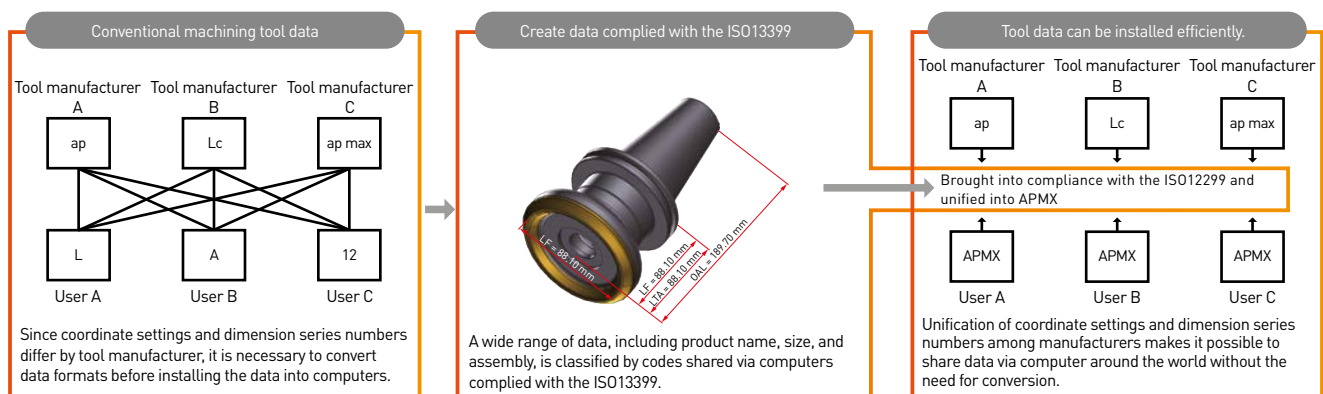 Conventional machining tool data
Tool manufacturer Tool manufacturer Tool manufacturer
A B C
ap Lc ap max
L A 12
User A User B User C
Since coordinate settings and dimension series numbers
differ by tool manufacturer, it is necessary to convert
data formats before installing the data into computers.
Create data complied with the ISO13399
LF = 88.10 mm
LF = 88.10 mm
LTA = 88.10 mm
OAL = 189.70 mm
A wide range of data, including product name, size, and
assembly, is classified by codes shared via computers
complied with the ISO13399.
Tool data can be installed efficiently.
Tool manufacturer Tool manufacturer Tool manufacturer
A B C
ap Lc ap max
Brought into compliance with the ISO12299 and
unified into APMX
APMX APMX APMX
User A User B User C
Unification of coordinate settings and dimension series
numbers among manufacturers makes it possible to
share data via computer around the world without the
need for conversion.